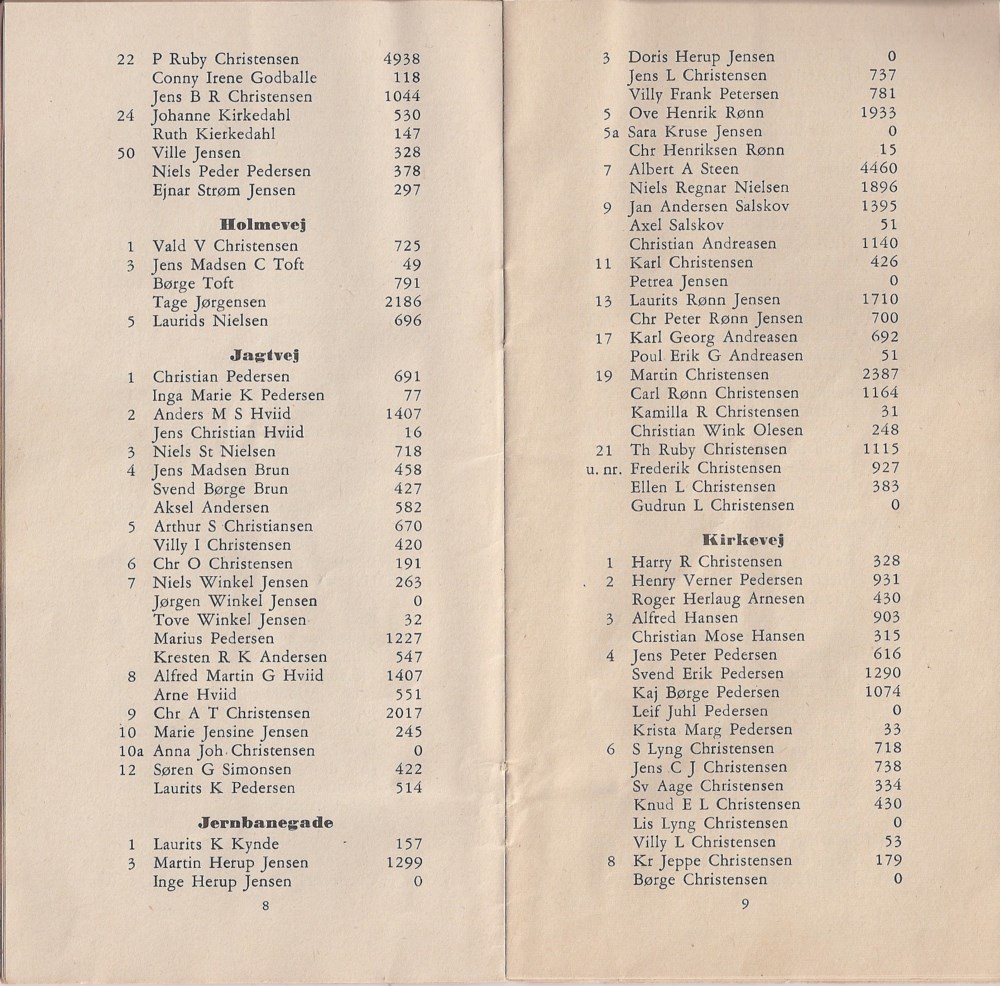 22 P Ruby Christensen 4938
Conny Irene Godballe 118
Jens B R Christensen 1044
24 Johanne Kirkedahl 530
Ruth Kierkedahl 147
50 Ville Jensen 328
Niels Peder Pedersen 378
Ejnar Strøm Jensen 297
Holmevej
1 Vald V Christensen 725
3 Jens Madsen C Toft 49
Børge Toft 791
Tage Jørgensen 2186
5 Laurids Nielsen 696
Jagtvej
1 Christian Pedersen 691
Inga Marie K Pedersen 77
2 Anders M S Hviid 1407
Jens Christian Hviid 16
3 Niels St Nielsen 718
4 Jens Madsen Brun 458
Svend Børge Brun 427
Aksel Andersen 582
5 Arthur S Christiansen 670
Villy I Christensen 420
6 Chr O Christensen 191
7 Niels Winkel Jensen 263
Jørgen Winkel Jensen 0
Tove Winkel Jensen 32
Marius Pedersen 1227
Kresten R K Andersen 547
8 Alfred Martin G Hviid 1407
Arne Hviid 551
9 Chr A T Christensen 2017
10 Marie Jensine Jensen 245
10a Anna Joh Christensen 0
12 Søren G Simonsen 422
Laurits K Pedersen 514
Jernbanegade
1 Laurits K Kynde 157
3 Martin Herup Jensen 1299
Inge Herup Jensen 0
8
3 Doris Herup Jensen 0
Jens L Christensen 737
Villy Frank Petersen 781
5 Ove Henrik Rønn 1933
5a Sara Kruse Jensen 0
Chr Henriksen Rønn 15
7 Albert A Steen 4460
Niels Regnar Nielsen 1896
9 Jan Andersen Salskov 1395
Axel Salskov 51
Christian Andreasen 1140
11 Karl Christensen 426
Petrea Jensen 0
13 Laurits Rønn Jensen 1710
Chr Peter Rønn Jensen 700
17 Karl Georg Andreasen 692
Poul Erik G Andreasen 51
19 Martin Christensen 2387
Carl Rønn Christensen 1164
Kamilla R Christensen 31
Christian Wink Olesen 248
21 Th Ruby Christensen 1115
u. nr. Frederik Christensen 927
Ellen L Christensen 383
Gudrun L Christensen 0
Kirkevej
1 Harry R Christensen 328
2 Henry Verner Pedersen 931
Roger Herlaug Arnesen 430
3 Alfred Hansen 903
Christian Mose Hansen 315
4 Jens Peter Pedersen 616
Svend Erik Pedersen 1290
Kaj Børge Pedersen 1074
Leif Juhl Pedersen 0
Krista Marg Pedersen 33
6 S Lyng Christensen 718
Jens C J Christensen 738
Sv Aage Christensen 334
Knud E L Christensen 430
Lis Lyng Christensen 0
Villy L Christensen 53
8 Kr Jeppe Christensen 179
Børge Christensen 0
9